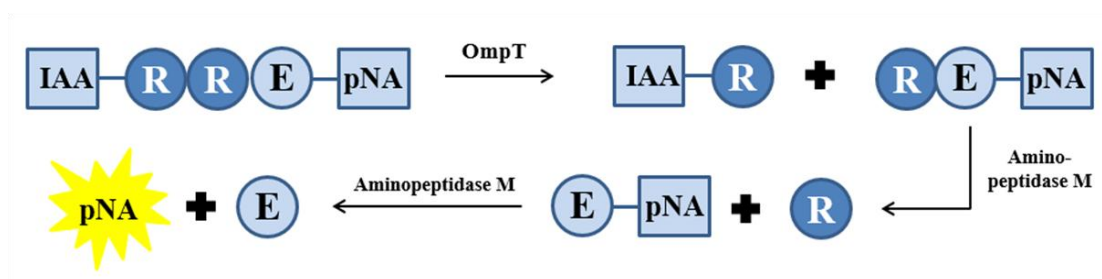 IAA R R E pNA OmpT IAA R + R E pNA
Amino-
peptidase M
pNA + E Aminopeptidase M E pNA + R